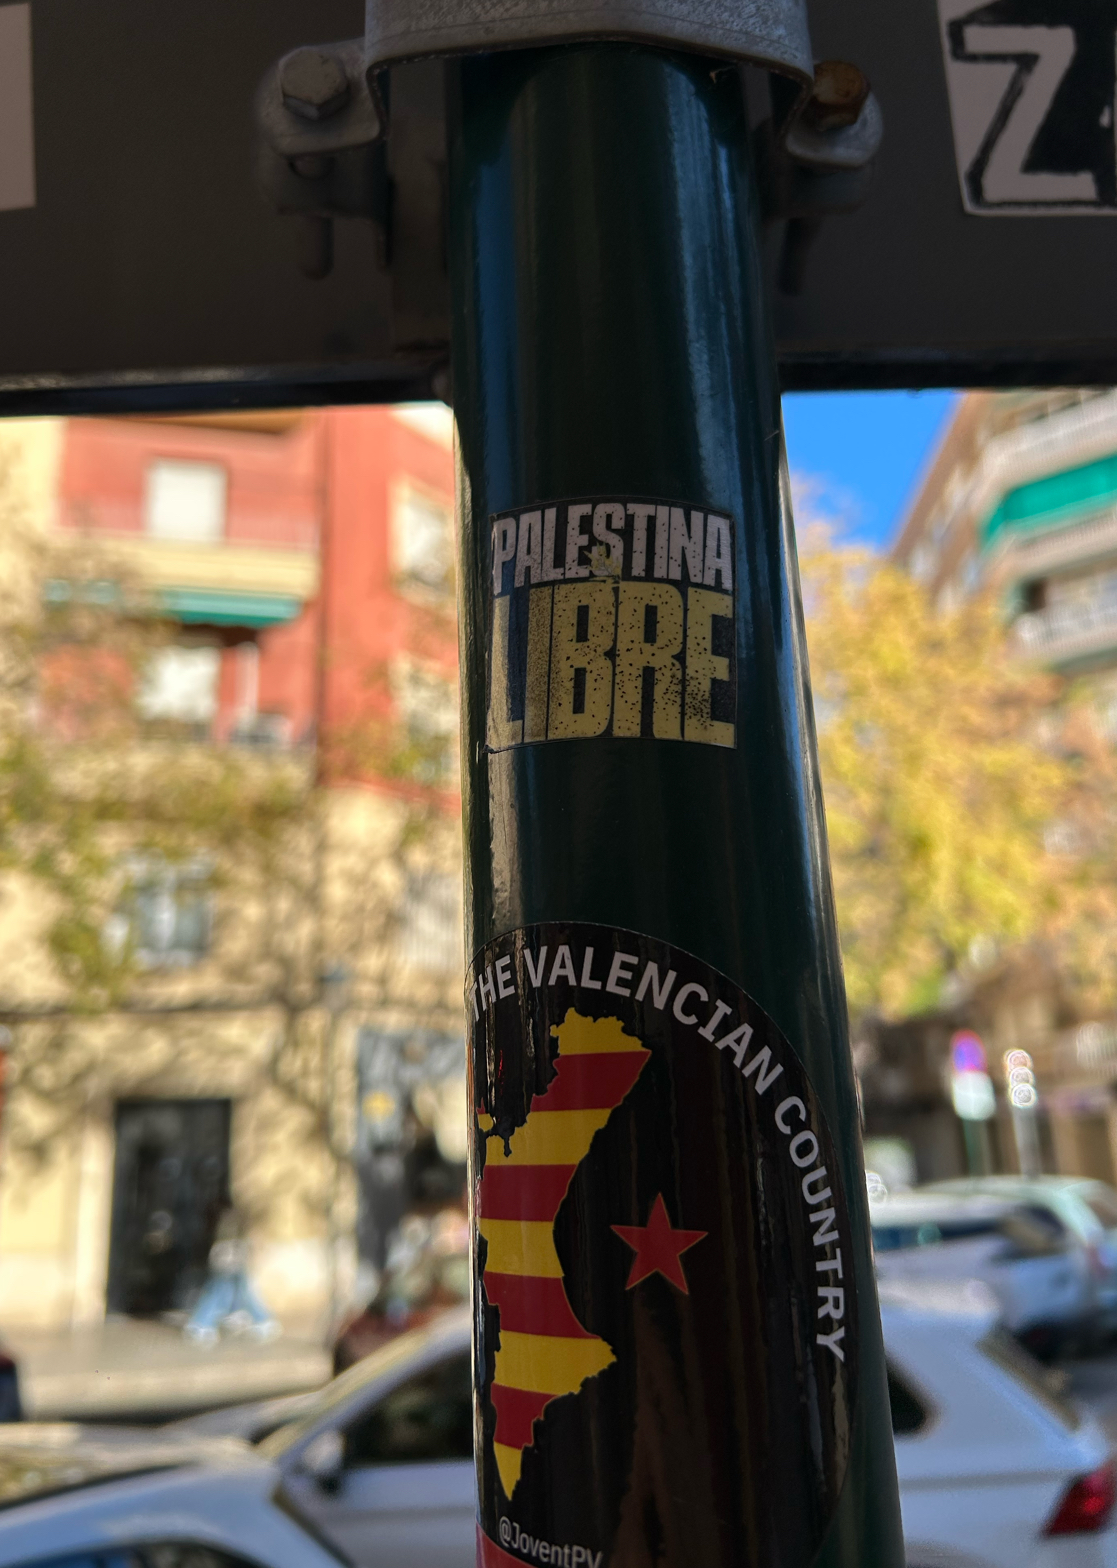 Z
PALESTINA
LIBRE
THE VALENCIAN COUNTRY
@JoventPV